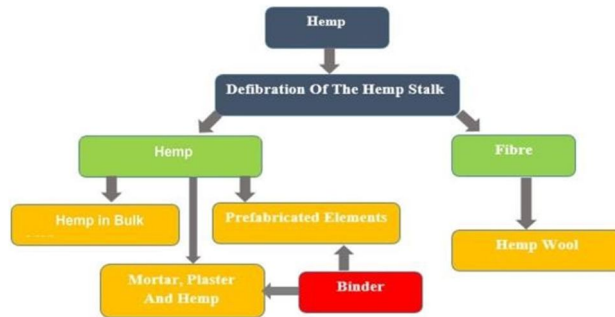 Hemp
Defibration Of The Hemp Stalk
Hemp
Fibre
Hemp in Bulk
Prefabricated Elements
Hemp Wool
Mortar, Plaster
And Hemp
Binder